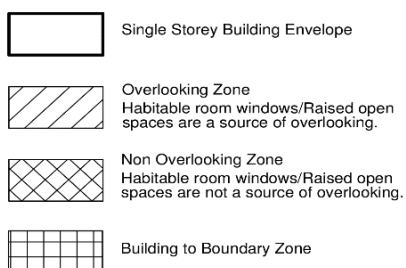 Single Storey Building Envelope
Overlooking Zone
Habitable room windows/Raised open
spaces are a source of overlooking.
Non Overlooking Zone
Habitable room windows/Raised open
spaces are not a source of overlooking.
Building to Boundary Zone